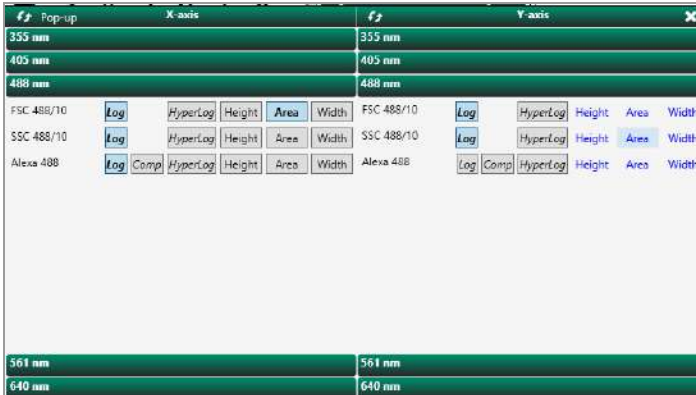 Pop-up X-axis Y-axis
355 nm 355 nm
405 nm 405 nm
488 nm 488 nm
FSC 488/10 Log HyperLog Height Area Width FSC 488/10 Log HyperLog Height Area Width
SSC 488/10 Log HyperLog Height Area Width SSC 488/10 Log HyperLog Height Area Width
Alexa 488 Log Comp HyperLog Height Area Width Alexa 488 Log Comp HyperLog Height Area Width
561 nm 561 nm
640 nm 640 nm